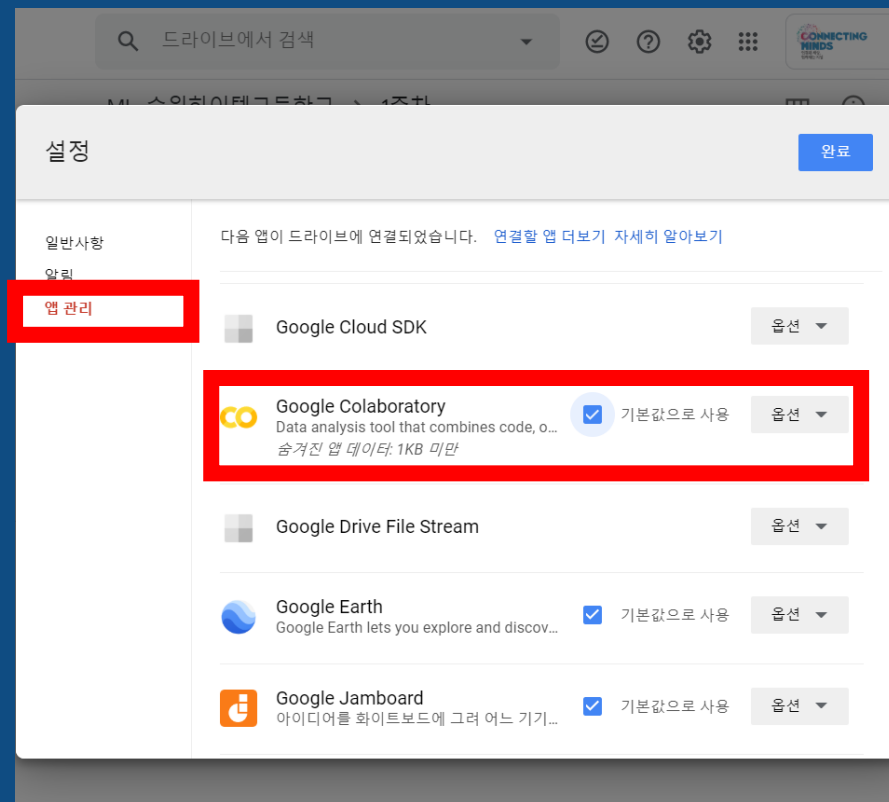 드라이브에서 검색
CONNECTING
MINDS
설정
완료
일반사항
알림
앱 관리
다음 앱이 드라이브에 연결되었습니다. 연결할 앱 더보기 자세히 알아보기
Google Cloud SDK
옵션
Google Colaboratory
Data analysis tool that combines code, o...
숨겨진 앱 데이터: 1KB 미만
기본값으로 사용
옵션
Google Drive File Stream
옵션
Google Earth
Google Earth lets you explore and discov...
기본값으로 사용
옵션
Google Jamboard
아이디어를 화이트보드에 그려 어느 기기...
기본값으로 사용
옵션